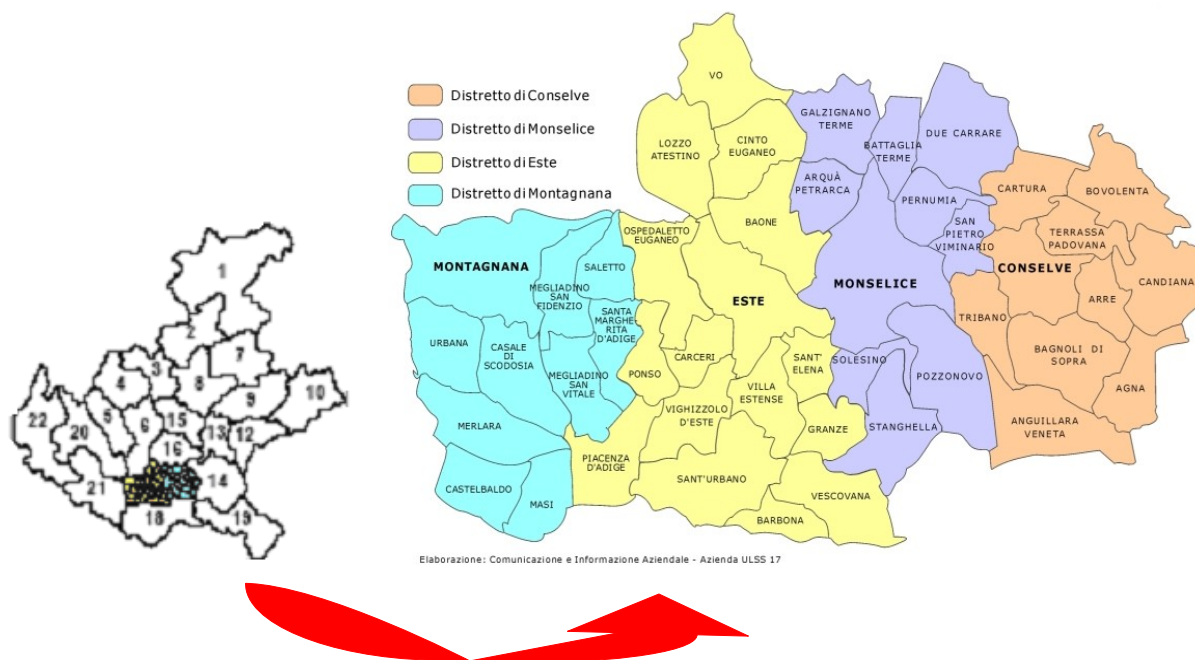 Distretto di Conselve
Distretto di Monselice
Distretto di Este
Distretto di Montagnana
VO
GALZIGNANO
TERME
BATTAGLIA
TERME
DUE CARRARE
LOZZO
ATESTINO
CINTO
EUGANEO
ARQUÀ
PETRARCA
PERNUMIA
CARTURA
BOVOLENTA
BAONE
SAN
PIETRO
VIMINARIO
TERRASSA
PADOVANA
OSPEDALETTO
EUGANEO
MONTAGNANA
SALETTO
MEGLIADINO
SAN
FIDENZIO
ESTE
MONSELICE
CONSELVE
CANDIANA
ARRE
SANTA
MARGHE-
RITA
D'ADIGE
TRIBANO
URBANA
CASALE
DI
SCODOSIA
MEGLIADINO
SAN
VITALE
PONSO
CARCERI
SANT'
ELENA
SOLESINO
POZZONOVO
BAGNOLI DI
SOPRA
AGNA
VILLA
ESTENSE
VIGHIZZOLO
D'ESTE
GRANZE
STANGHELLA
ANGUILLARA
VENETA
MERLARA
PIACENZA
D'ADIGE
SANT'URBANO
CASTELBALDO
MASI
VESCOVANA
BARBONA
Elaborazione: Comunicazione e Informazione Aziendale - Azienda ULSS 17
1
2
7
3
4
8
9
10
22
20
5
6
15
13
12
16
21
14
18
19